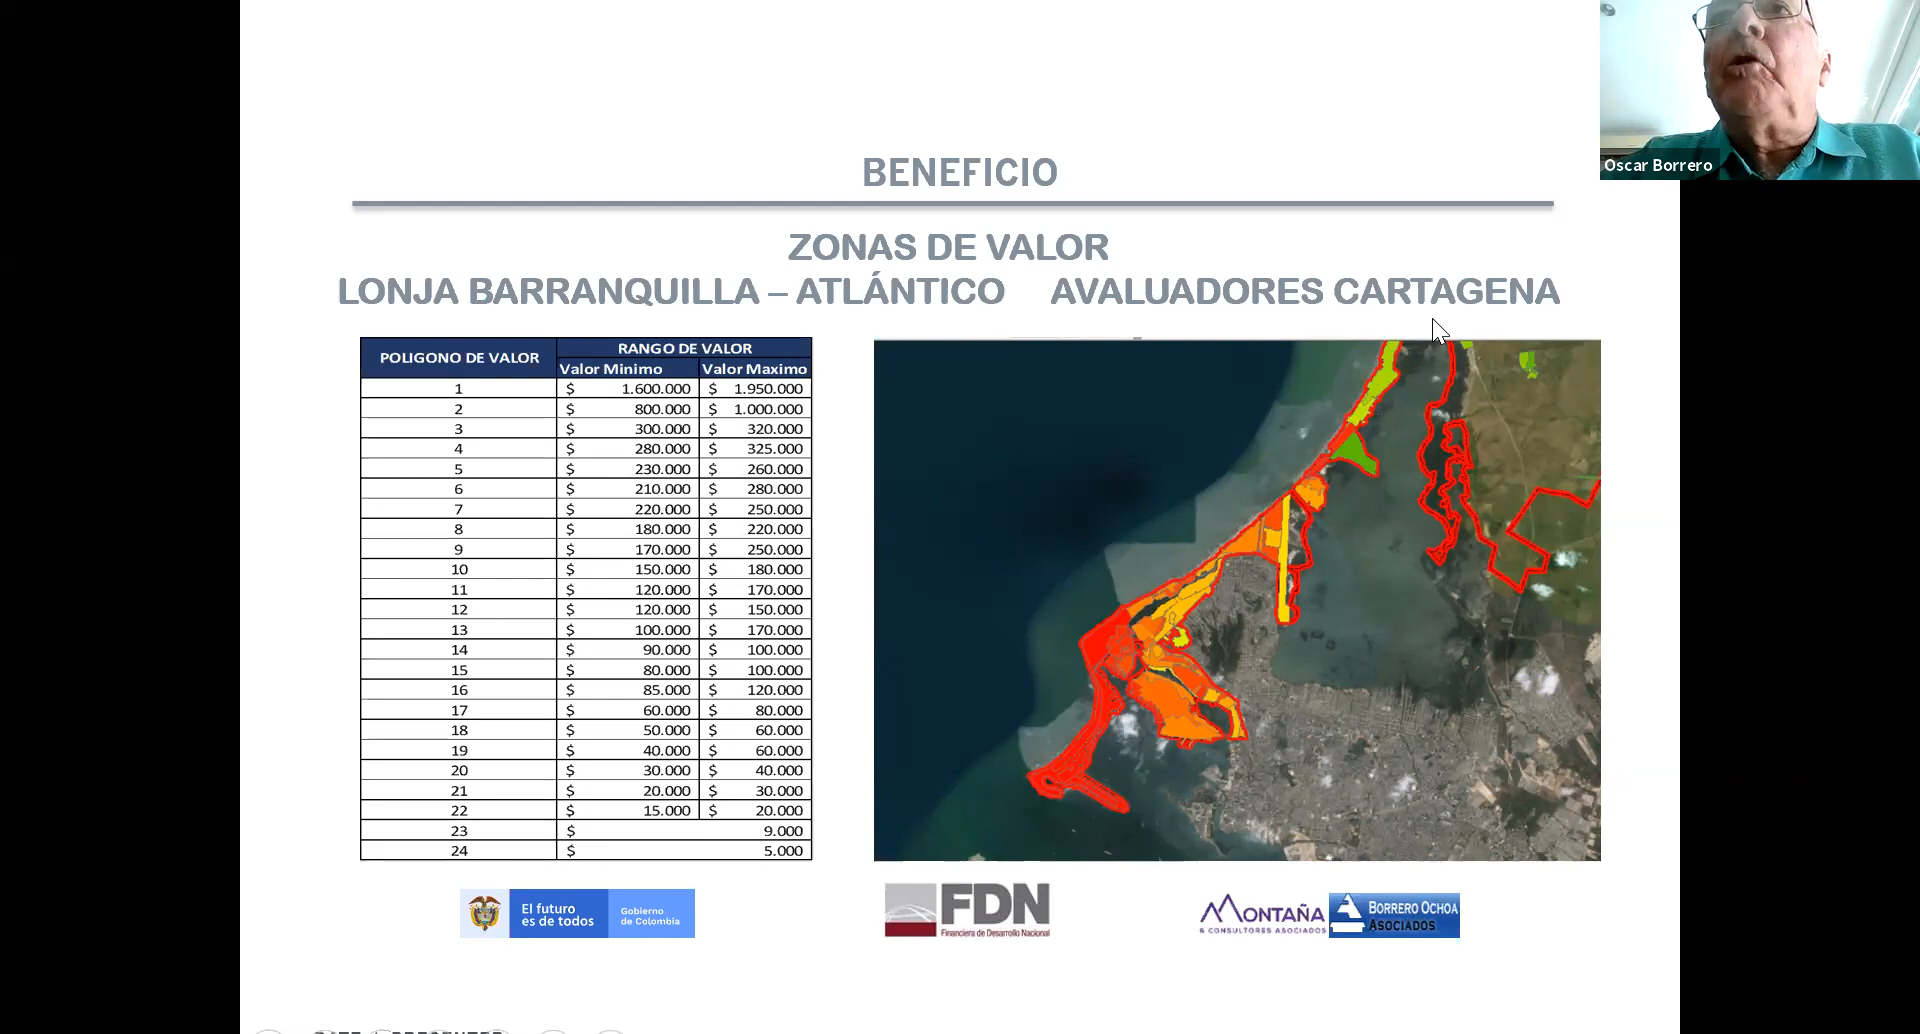 Oscar Borrero
BENEFICIO
ZONAS DE VALOR
LONJA BARRANQUILLA – ATLÁNTICO AVALUADORES CARTAGENA
POLIGONO DE VALOR RANGO DE VALOR
Valor Minimo Valor Maximo
1 $ 1.600.000 $ 1.950.000
2 $ 800.000 $ 1.000.000
3 $ 300.000 $ 320.000
4 $ 280.000 $ 325.000
5 $ 230.000 $ 260.000
6 $ 210.000 $ 280.000
7 $ 220.000 $ 250.000
8 $ 180.000 $ 220.000
9 $ 170.000 $ 250.000
10 $ 150.000 $ 180.000
11 $ 120.000 $ 170.000
12 $ 120.000 $ 150.000
13 $ 100.000 $ 170.000
14 $ 90.000 $ 100.000
15 $ 80.000 $ 100.000
16 $ 85.000 $ 120.000
17 $ 60.000 $ 80.000
18 $ 50.000 $ 60.000
19 $ 40.000 $ 60.000
20 $ 30.000 $ 40.000
21 $ 20.000 $ 30.000
22 $ 15.000 $ 20.000
23 $ 9.000
24 $ 5.000
El futuro
es de todos
Gobierno
de Colombia
FDN
Financiera de Desarrollo Nacional
MONTAÑA
& CONSULTORES ASOCIADOS
BORRERO OCHOA
ASOCIADOS